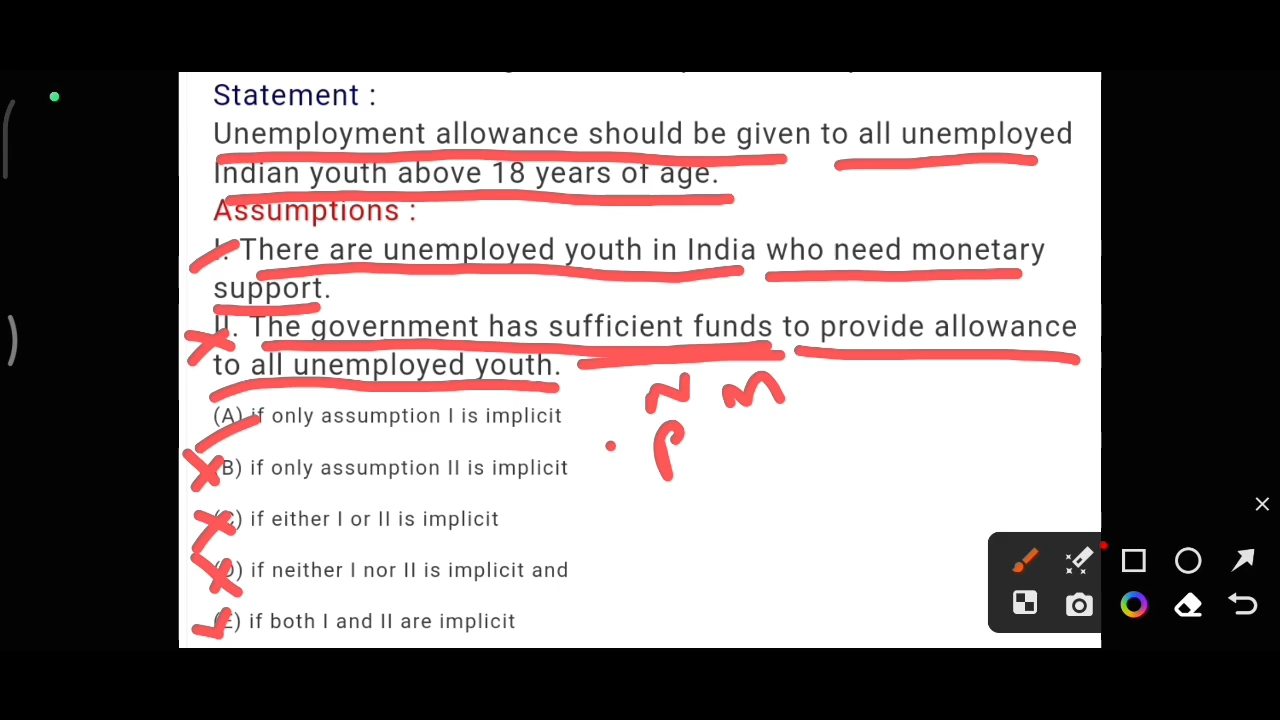 Statement :
Unemployment allowance should be given to all unemployed
Indian youth above 18 years of age.
Assumptions :
I. There are unemployed youth in India who need monetary
support.
II. The government has sufficient funds to provide allowance
to all unemployed youth.
N M
P
(A) if only assumption I is implicit
(B) if only assumption II is implicit
(C) if either I or II is implicit
(D) if neither I nor II is implicit and
(E) if both I and II are implicit